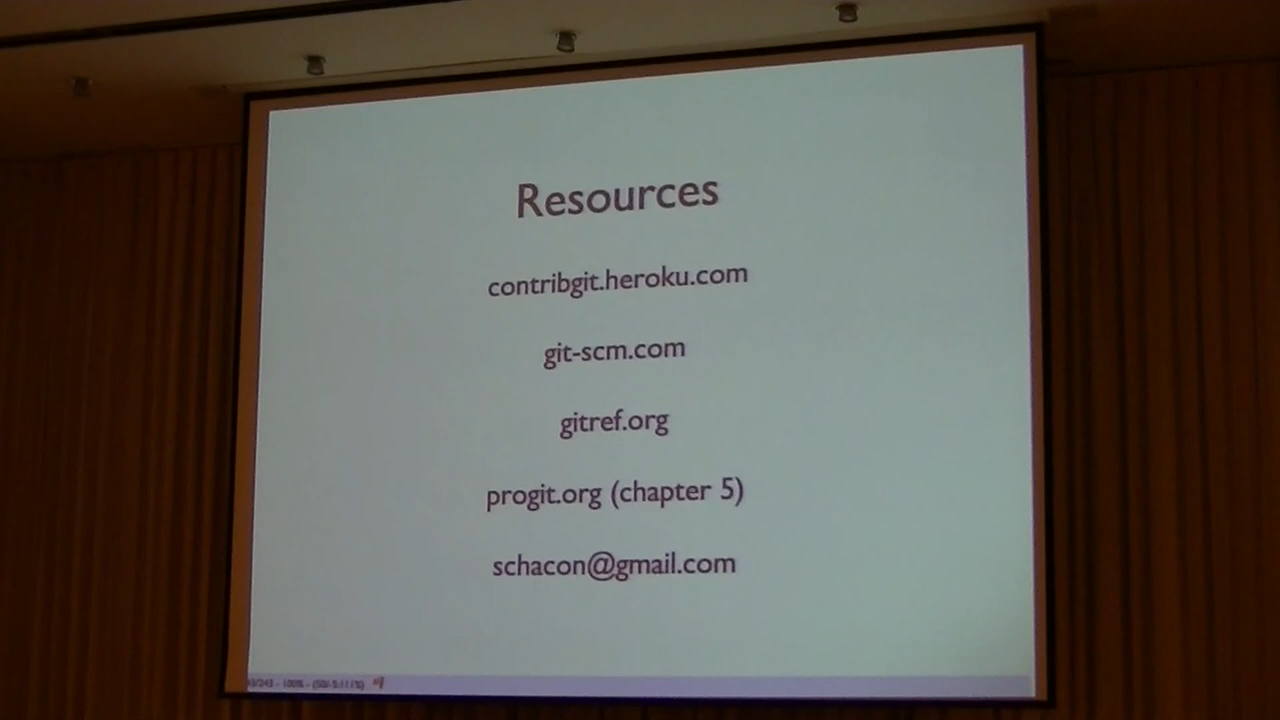 Resources
contribgit.heroku.com
git-scm.com
gitref.org
progit.org (chapter 5)
schacon@gmail.com